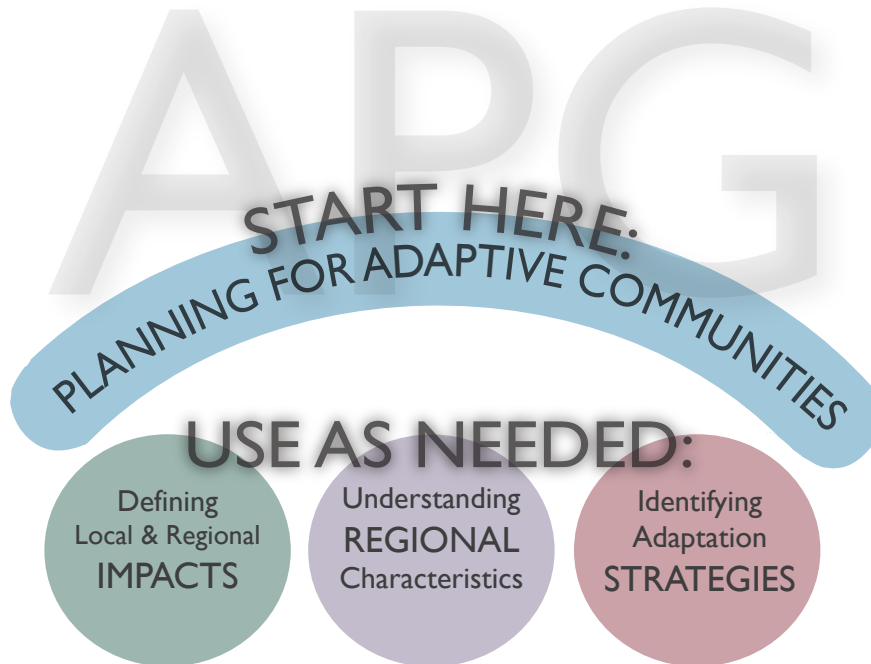 APG
START HERE:
PLANNING FOR ADAPTIVE COMMUNITIES
USE AS NEEDED:
Defining
Local & Regional
IMPACTS
Understanding
REGIONAL
Characteristics
Identifying
Adaptation
STRATEGIES